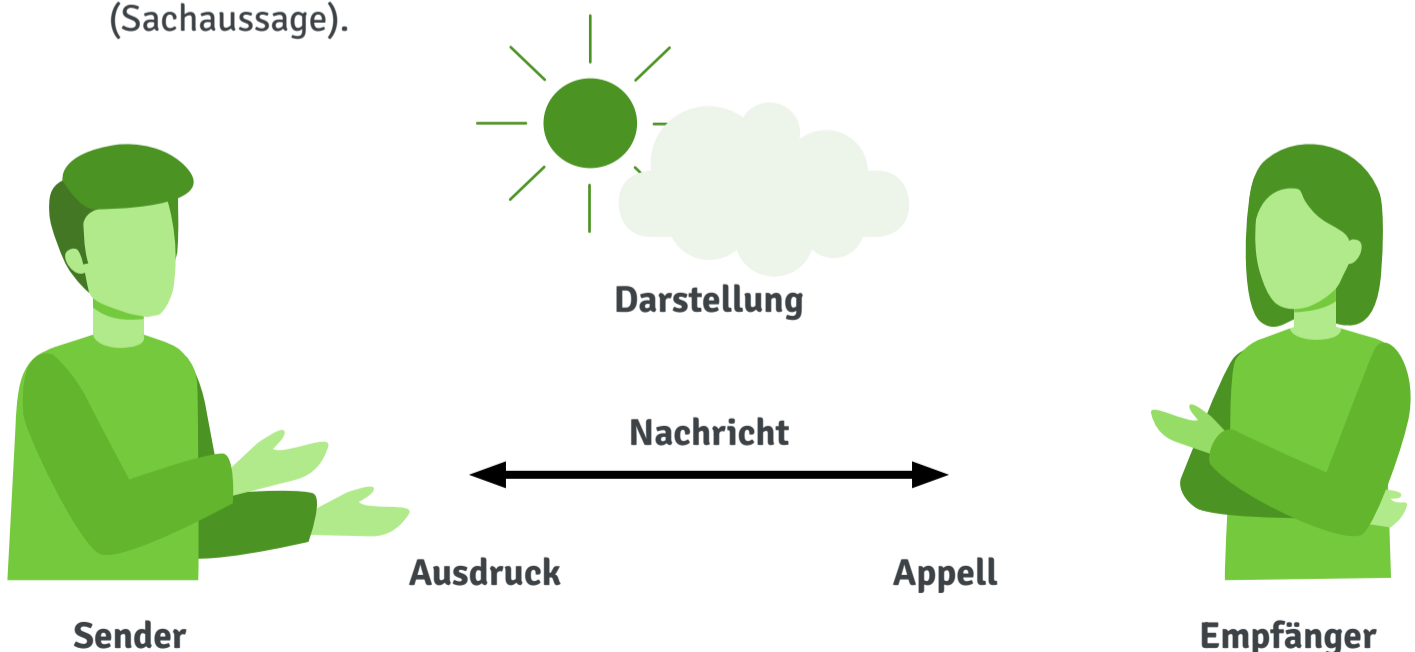 (Sachaussage).
Darstellung
Nachricht
Ausdruck
Appell
Sender
Empfänger